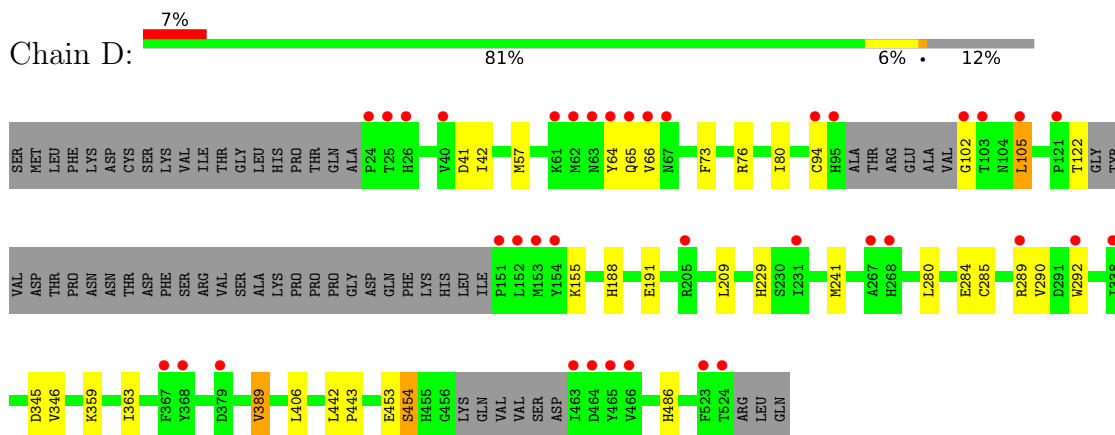 7%
Chain D:
81% 6% • 12%
SER MET LEU PHE LYS ASP CYS SER LYS VAL ILE THR GLY LEU HIS PRO THR GLN ALA P24 T25 H26 V40 D41 I42 M57 K61 M62 N63 Y64 Q65 V66 N67 F73 R76 I80 C94 H95 ALA THR ARG GLU ALA VAL G102 T103 N104 L105 P121 T122 GLY TYR
VAL ASP THR PRO ASN ASN THR ASP PHE SER ARG VAL SER ALA LYS PRO PRO PRO GLY ASP GLN PHE LYS HIS LEU ILE P151 L152 M153 Y154 K155 H188 E191 R205 L209 H229 S230 I231 M241 A267 H268 L280 E284 C285 R289 V290 D291 W292 I338
D345 V346 K359 I363 F367 Y368 D379 V389 L406 L442 P443 E453 S454 H455 G456 LYS GLN VAL VAL SER ASP I463 D464 Y465 V466 H486 F523 T524 ARG LEU GLN